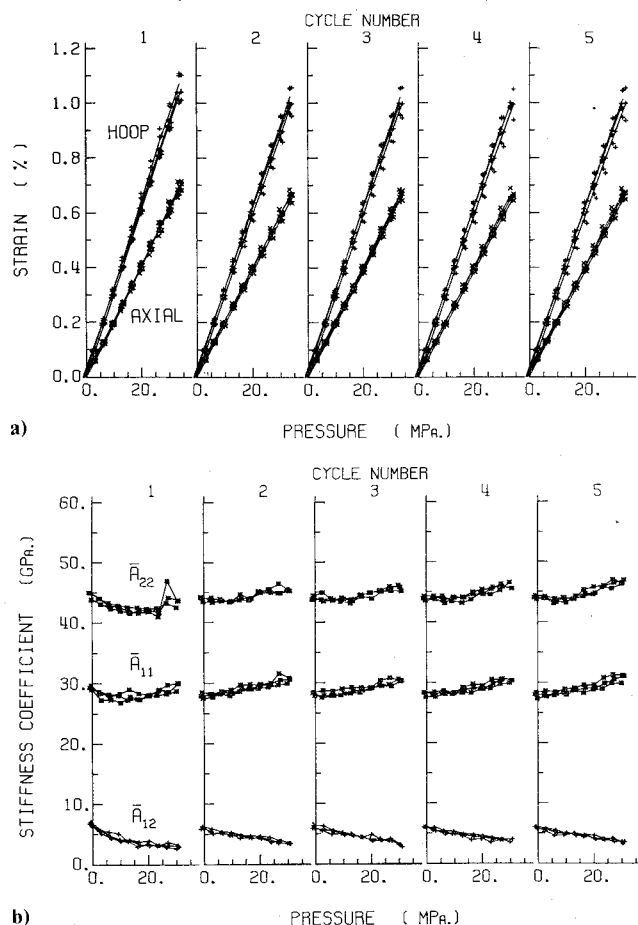 CYCLE NUMBER
1 2 3 4 5
1.2
1.0
0.8
0.6
0.4
0.2
0.0
STRAIN ( % )
HOOP
AXIAL
0. 20. 0. 20. 0. 20. 0. 20. 0. 20.
a)
PRESSURE ( MPA.)
CYCLE NUMBER
1 2 3 4 5
60.
50.
40.
30.
20.
10.
0.
STIFFNESS COEFFICIENT (GPA.)
Ā22
Ā11
Ā12
0. 20. 0. 20. 0. 20. 0. 20. 0. 20.
b)
PRESSURE ( MPA.)